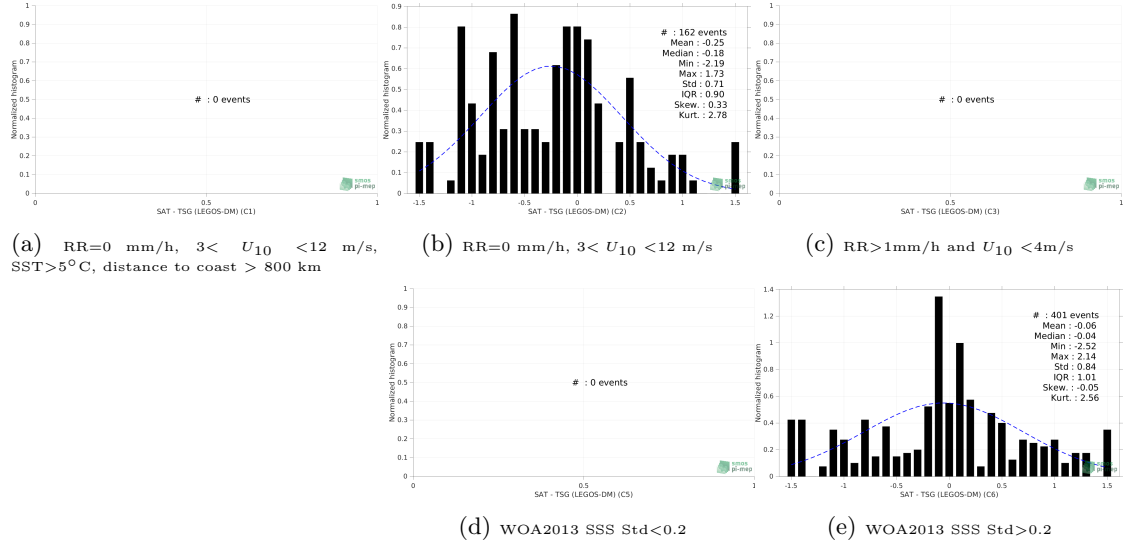 1
0.9
0.8
0.7
0.6
0.5
0.4
0.3
0.2
0.1
0
Normalized histogram
# : 0 events
smos
pi-mep
0
0.5
1
SAT - TSG (LEGOS-DM) (C1)
(a) RR=0 mm/h, 3< U10 <12 m/s,
SST>5°C, distance to coast > 800 km
0.9
0.8
0.7
0.6
0.5
0.4
0.3
0.2
0.1
0
Normalized histogram
# : 162 events
Mean : -0.25
Median : -0.18
Min : -2.19
Max : 1.73
Std : 0.71
IQR : 0.90
Skew. : 0.33
Kurt. : 2.78
smos
pi-mep
-1.5
-1
-0.5
0
0.5
1
1.5
SAT - TSG (LEGOS-DM) (C2)
(b) RR=0 mm/h, 3< U10 <12 m/s
1
0.9
0.8
0.7
0.6
0.5
0.4
0.3
0.2
0.1
0
Normalized histogram
# : 0 events
smos
pi-mep
0
0.5
1
SAT - TSG (LEGOS-DM) (C3)
(c) RR>1mm/h and U10 <4m/s
1
0.9
0.8
0.7
0.6
0.5
0.4
0.3
0.2
0.1
0
Normalized histogram
# : 0 events
smos
pi-mep
0
0.5
1
SAT - TSG (LEGOS-DM) (C5)
(d) WOA2013 SSS Std<0.2
1.4
1.2
1
0.8
0.6
0.4
0.2
0
Normalized histogram
# : 401 events
Mean : -0.06
Median : -0.04
Min : -2.52
Max : 2.14
Std : 0.84
IQR : 1.01
Skew. : -0.05
Kurt. : 2.56
smos
pi-mep
-1.5
-1
-0.5
0
0.5
1
1.5
SAT - TSG (LEGOS-DM) (C6)
(e) WOA2013 SSS Std>0.2